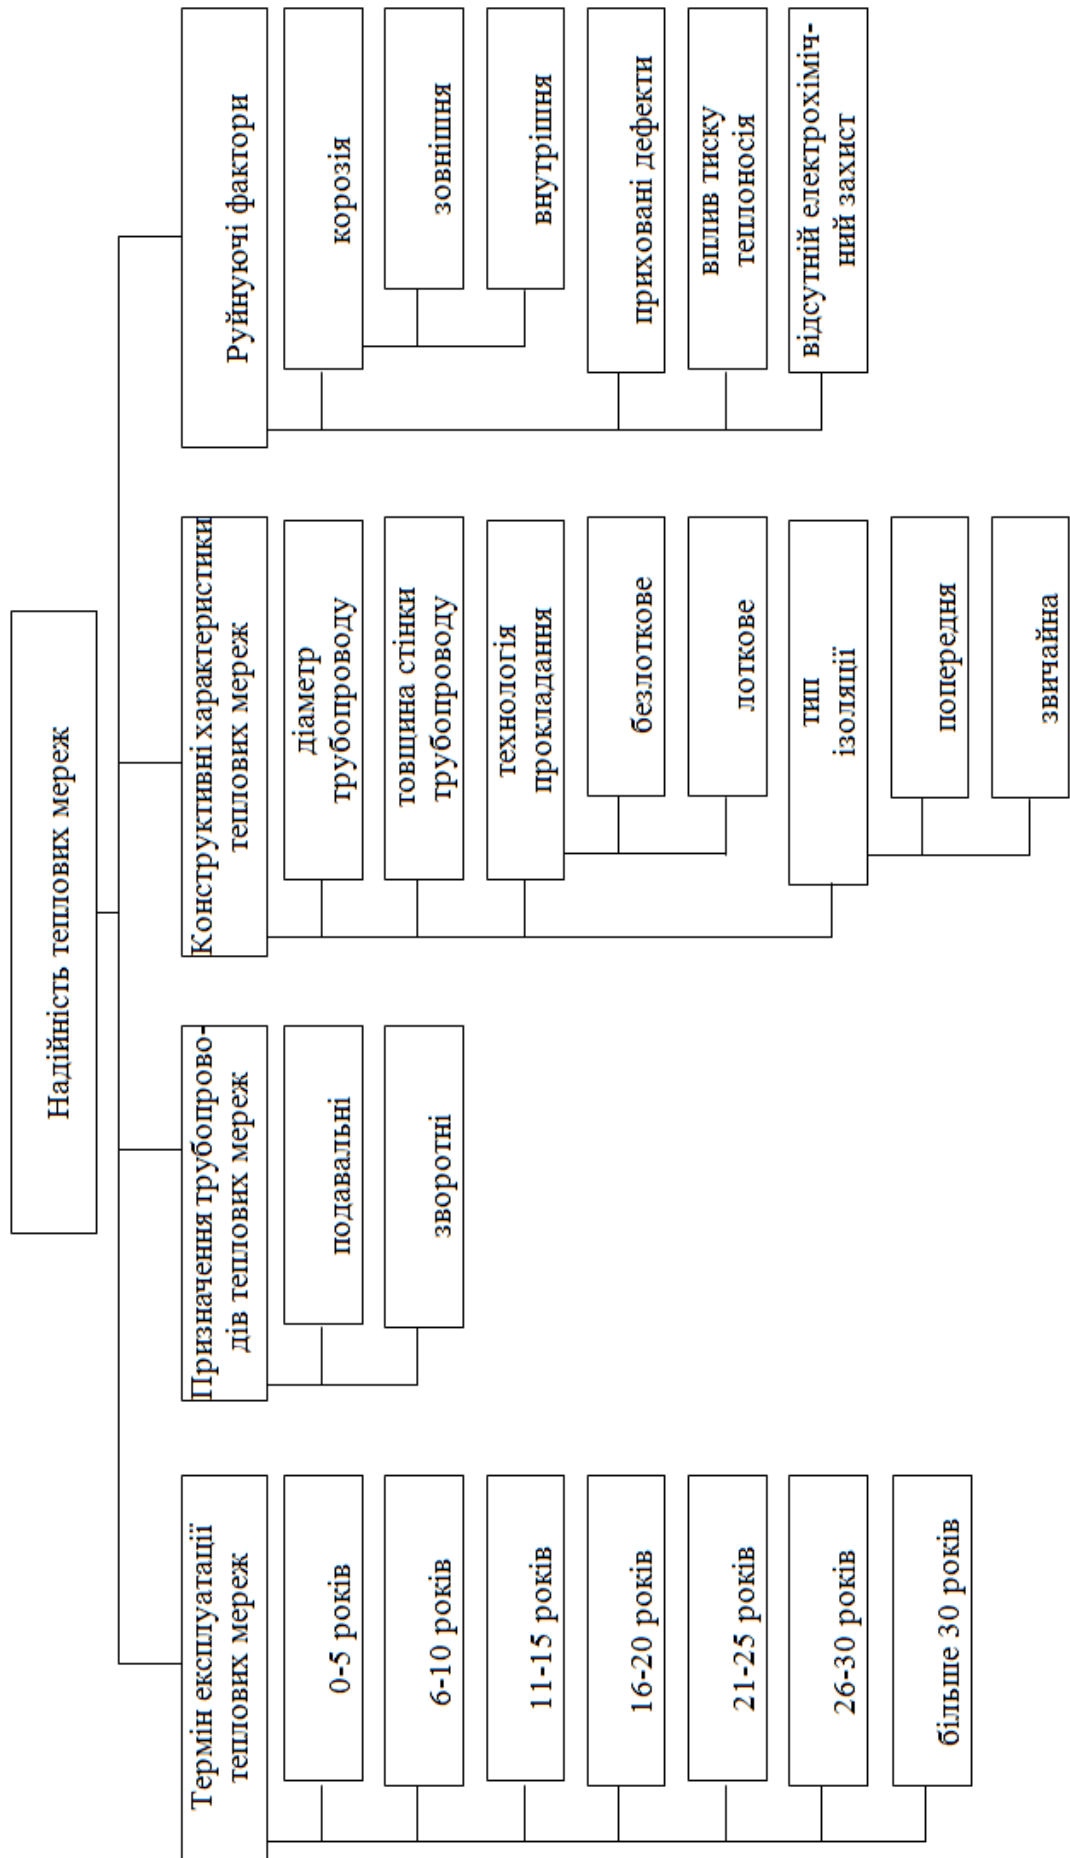 Надійність теплових мереж
Термін експлуатації
теплових мереж
0-5 років
6-10 років
11-15 років
16-20 років
21-25 років
26-30 років
більше 30 років
Призначення трубопрово-
дів теплових мереж
подавальні
зворотні
Конструктивні характеристики
теплових мереж
діаметр
трубопроводу
товщина стінки
трубопроводу
технологія
прокладання
безлоткове
лоткове
тип
ізоляції
попередня
звичайна
Руйнуючі фактори
корозія
зовнішня
внутрішня
приховані дефекти
вплив тиску
теплоносія
відсутній електрохіміч-
ний захист